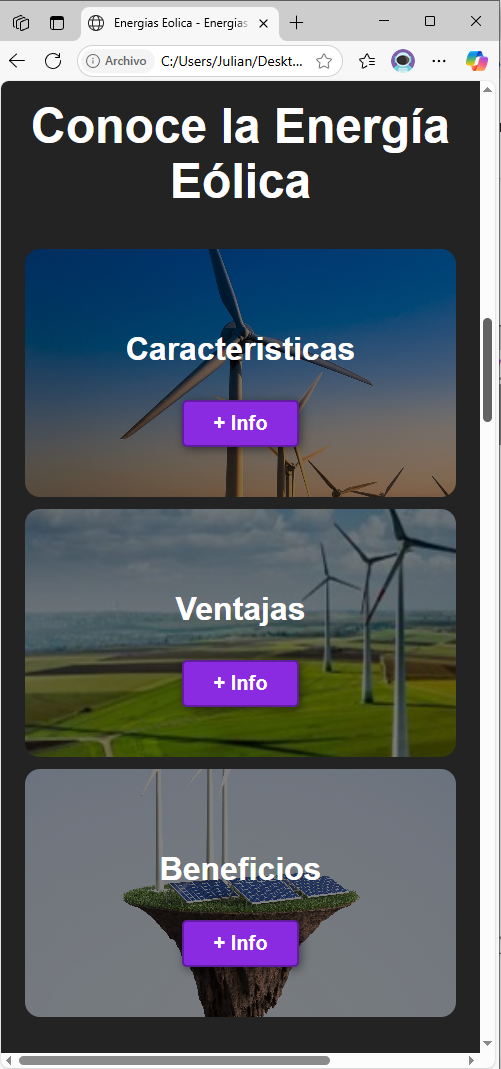 Energias Eolica - Energias
Archivo
C:/Users/Julian/Deskt...
Conoce la Energía
Eólica
Caracteristicas
+ Info
Ventajas
+ Info
Beneficios
+ Info